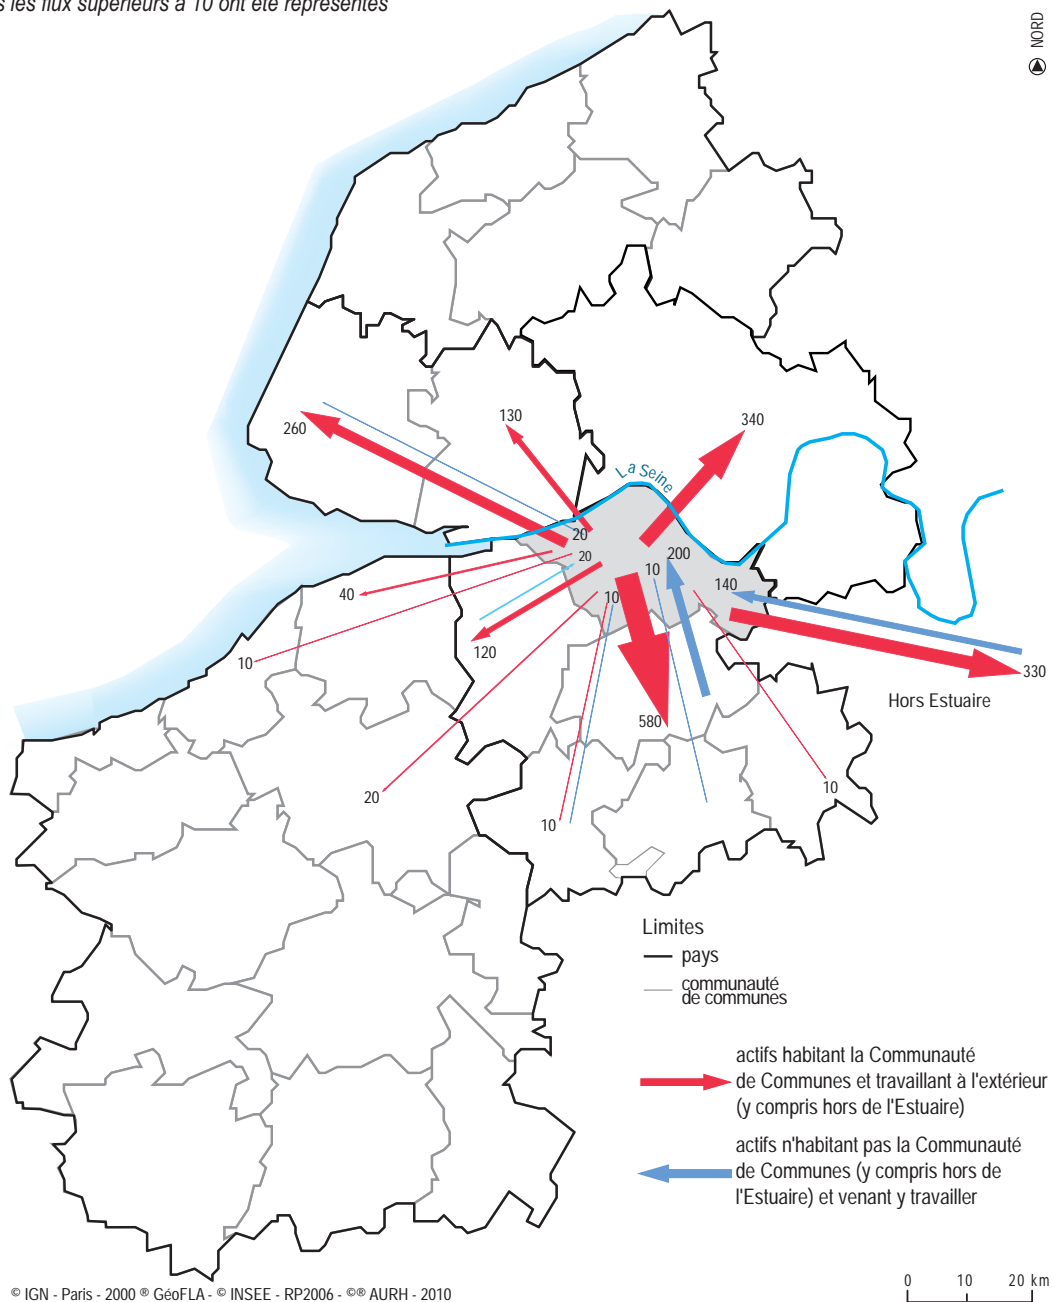 s les flux supérieurs à 10 ont été représentés
NORD
260
130
340
La Seine
20
20
200
10
140
40
10
10
120
330
Hors Estuaire
580
20
10
10
Limites
pays
communauté
de communes
actifs habitant la Communauté
de Communes et travaillant à l'extérieur
(y compris hors de l'Estuaire)
actifs n'habitant pas la Communauté
de Communes (y compris hors de
l'Estuaire) et venant y travailler
© IGN - Paris - 2000 ® GéoFLA - © INSEE - RP2006 - ©® AURH - 2010
0 10 20 km